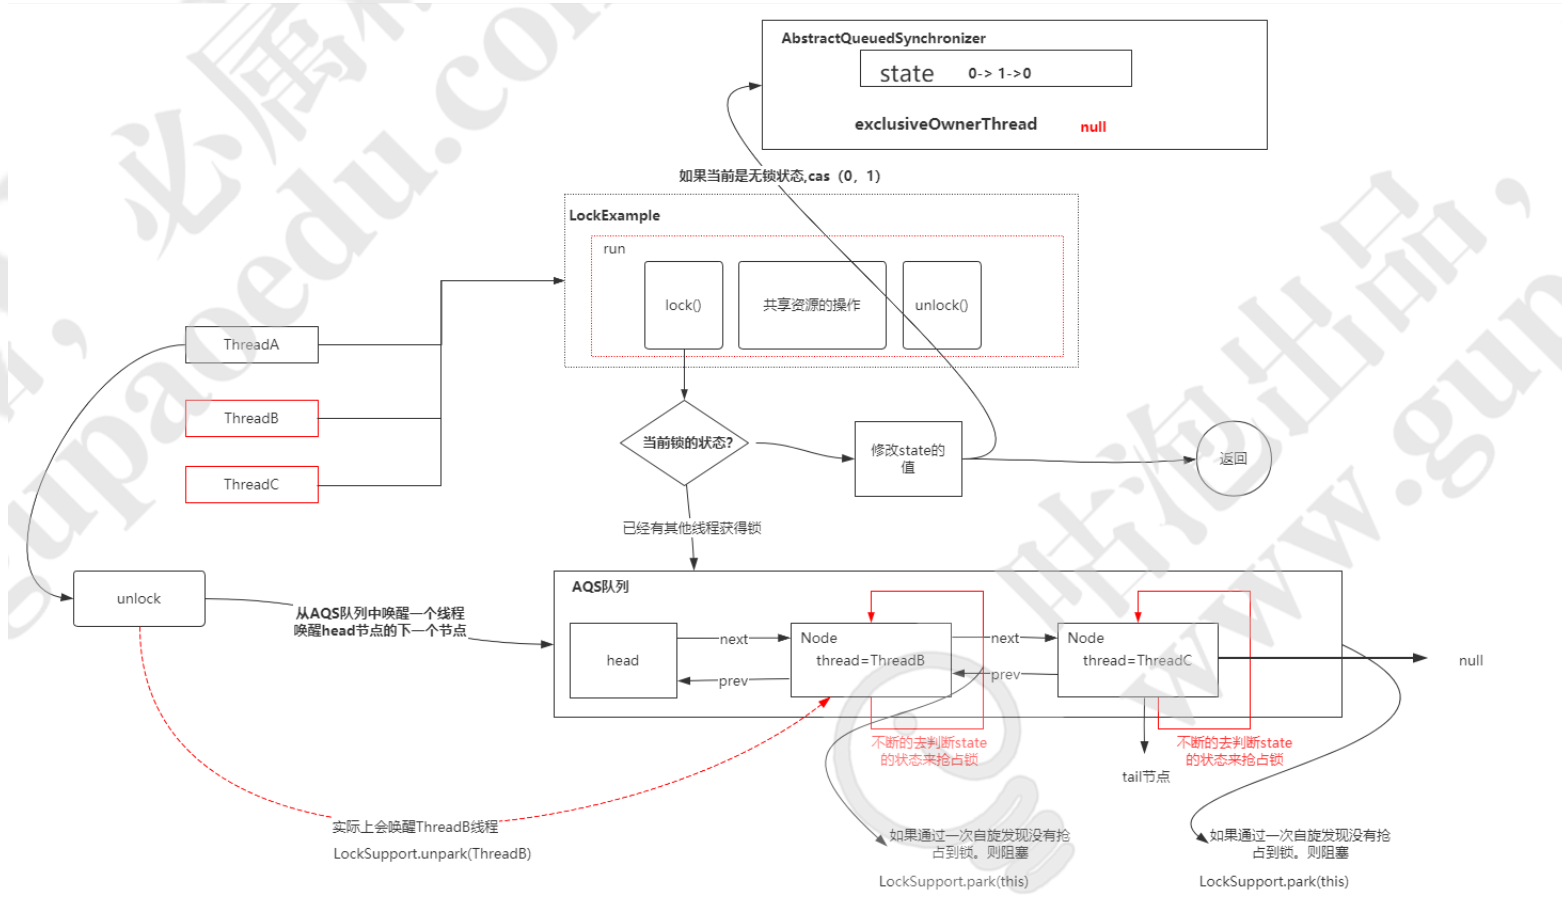 AbstractQueuedSynchronizer
state 0-> 1->0
exclusiveOwnerThread null
如果当前是无锁状态,cas（0，1）
LockExample
run
lock()
共享资源的操作
unlock()
ThreadA
ThreadB
ThreadC
当前锁的状态?
修改state的
值
返回
已经有其他线程获得锁
unlock
从AQS队列中唤醒一个线程
唤醒head节点的下一个节点
AQS队列
head
next
prev
Node
thread=ThreadB
next
prev
Node
thread=ThreadC
null
不断的去判断state
的状态来抢占锁
不断的去判断state
的状态来抢占锁
tail节点
实际上会唤醒ThreadB线程
LockSupport.unpark(ThreadB)
如果通过一次自旋发现没有抢
占到锁。则阻塞
LockSupport.park(this)
如果通过一次自旋发现没有抢
占到锁。则阻塞
LockSupport.park(this)
gupaoedu.com
必属
咕泡出品，
www.gup